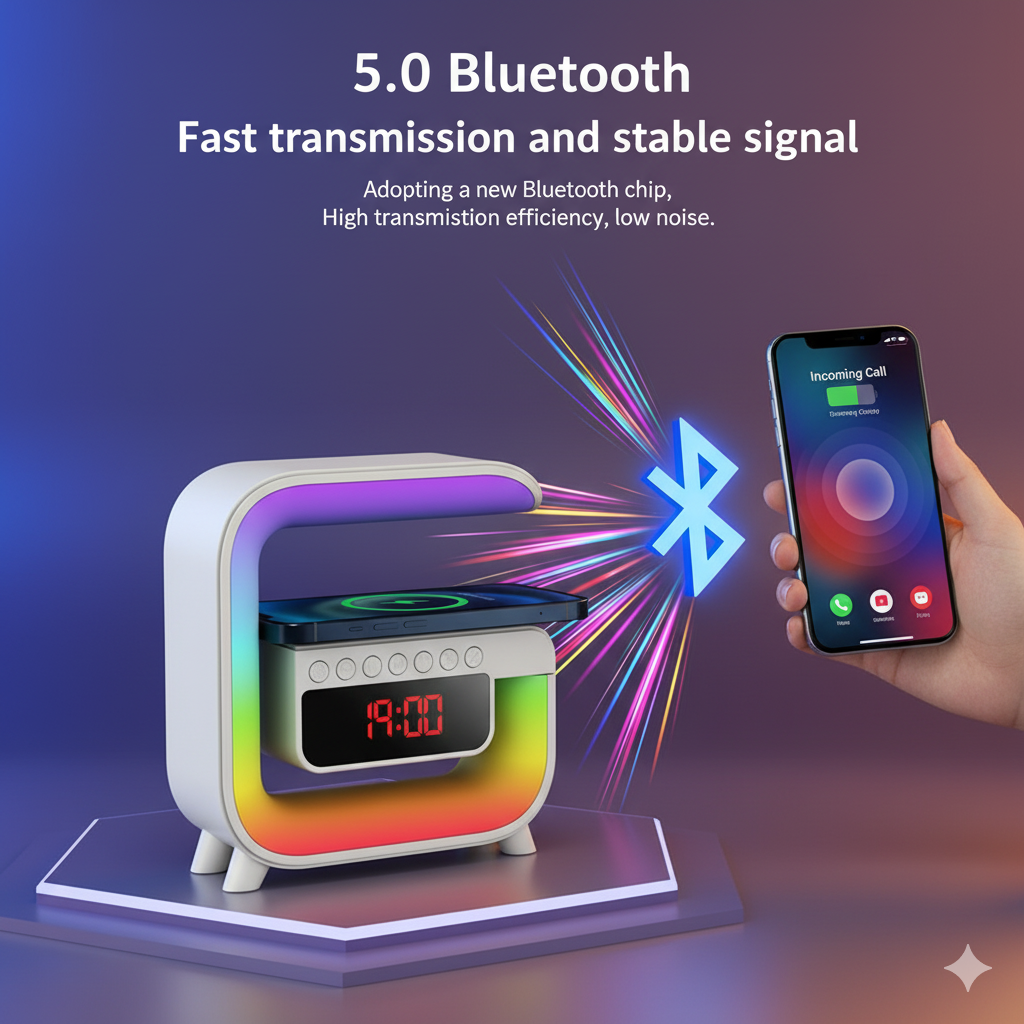 5.0 Bluetooth
Fast transmission and stable signal
Adopting a new Bluetooth chip,
High transmistion efficiency, low noise.
Incoming Call
19:00